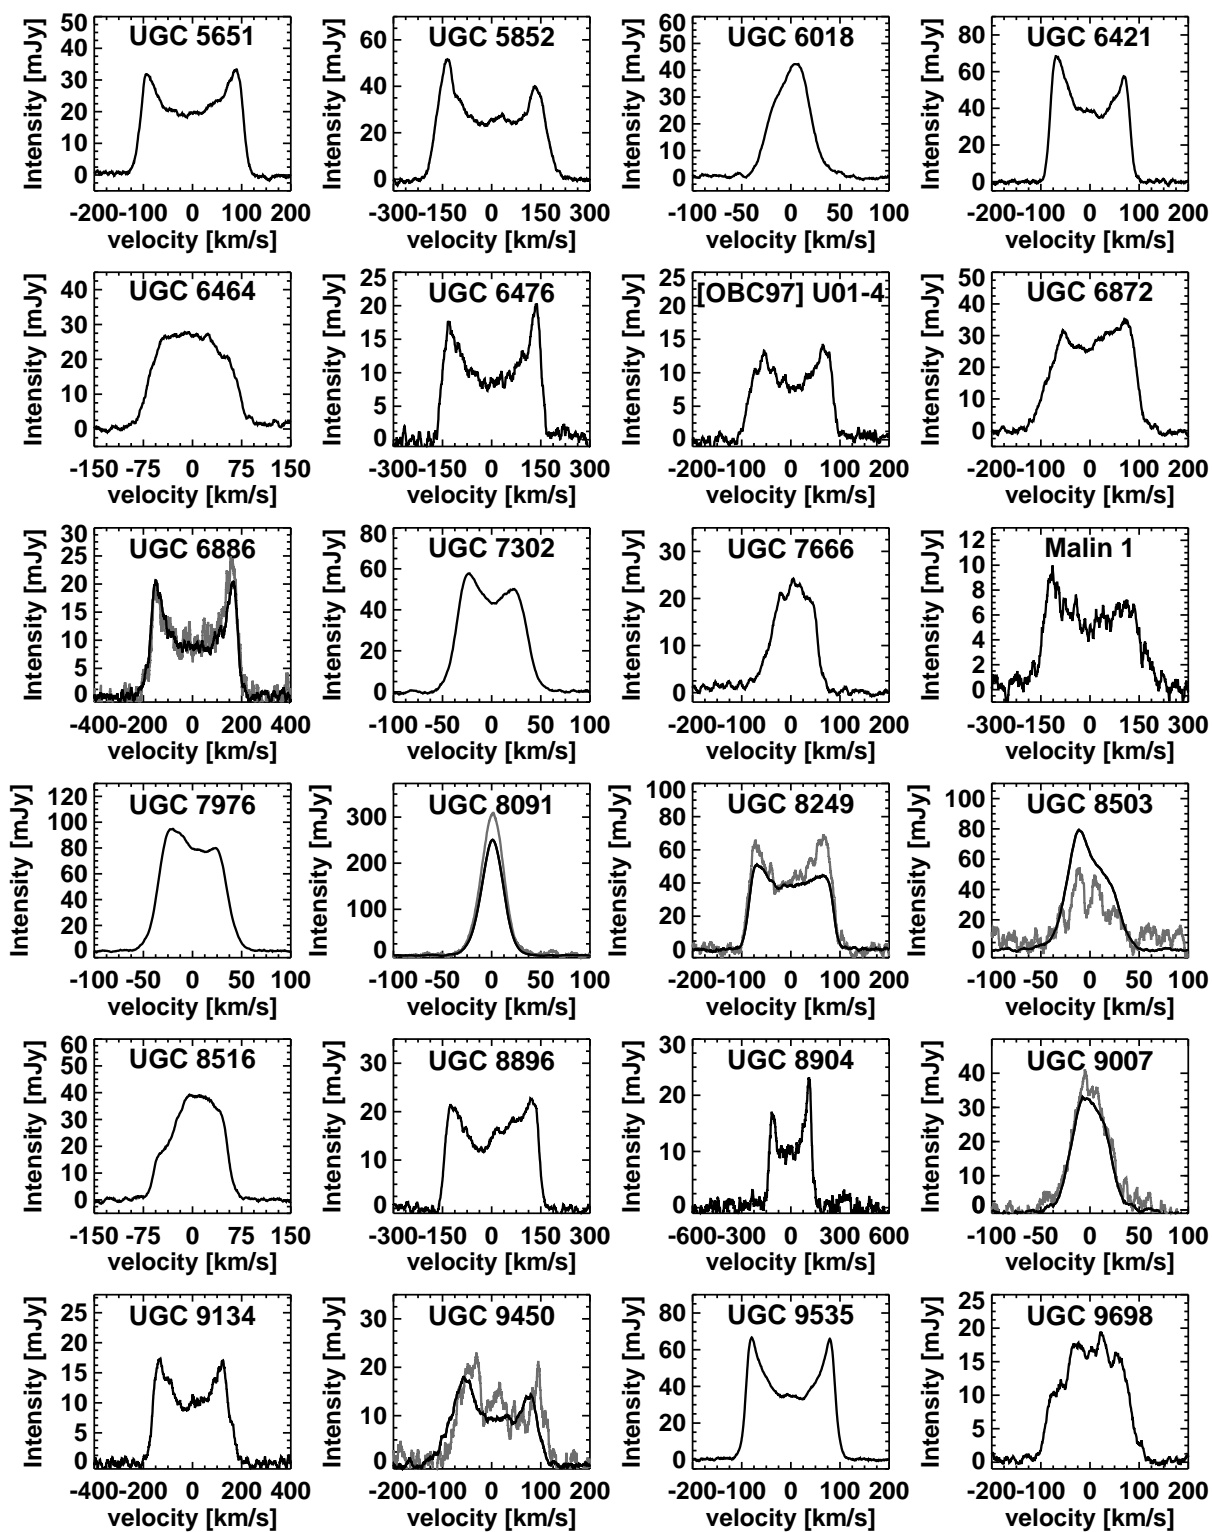 UGC 5651
Intensity [mJy]
50
40
30
20
10
0
-200 -100 0 100 200
velocity [km/s]
UGC 5852
Intensity [mJy]
60
40
20
0
-300 -150 0 150 300
velocity [km/s]
UGC 6018
Intensity [mJy]
60
50
40
30
20
10
0
-100 -50 0 50 100
velocity [km/s]
UGC 6421
Intensity [mJy]
80
60
40
20
0
-200 -100 0 100 200
velocity [km/s]
UGC 6464
Intensity [mJy]
40
30
20
10
0
-150 -75 0 75 150
velocity [km/s]
UGC 6476
Intensity [mJy]
25
20
15
10
5
0
-300 -150 0 150 300
velocity [km/s]
[OBC97] U01-4
Intensity [mJy]
25
20
15
10
5
0
-200 -100 0 100 200
velocity [km/s]
UGC 6872
Intensity [mJy]
50
40
30
20
10
0
-200 -100 0 100 200
velocity [km/s]
UGC 6886
Intensity [mJy]
30
25
20
15
10
5
0
-400 -200 0 200 400
velocity [km/s]
UGC 7302
Intensity [mJy]
80
60
40
20
0
-100 -50 0 50 100
velocity [km/s]
UGC 7666
Intensity [mJy]
30
20
10
0
-200 -100 0 100 200
velocity [km/s]
Malin 1
Intensity [mJy]
12
10
8
6
4
2
0
-300 -150 0 150 300
velocity [km/s]
UGC 7976
Intensity [mJy]
120
100
80
60
40
20
0
-100 -50 0 50 100
velocity [km/s]
UGC 8091
Intensity [mJy]
300
200
100
0
-100 -50 0 50 100
velocity [km/s]
UGC 8249
Intensity [mJy]
100
80
60
40
20
0
-200 -100 0 100 200
velocity [km/s]
UGC 8503
Intensity [mJy]
100
80
60
40
20
0
-100 -50 0 50 100
velocity [km/s]
UGC 8516
Intensity [mJy]
60
50
40
30
20
10
0
-150 -75 0 75 150
velocity [km/s]
UGC 8896
Intensity [mJy]
30
20
10
0
-300 -150 0 150 300
velocity [km/s]
UGC 8904
Intensity [mJy]
30
20
10
0
-600 -300 0 300 600
velocity [km/s]
UGC 9007
Intensity [mJy]
40
30
20
10
0
-100 -50 0 50 100
velocity [km/s]
UGC 9134
Intensity [mJy]
25
20
15
10
5
0
-400 -200 0 200 400
velocity [km/s]
UGC 9450
Intensity [mJy]
30
20
10
0
-200 -100 0 100 200
velocity [km/s]
UGC 9535
Intensity [mJy]
80
60
40
20
0
-200 -100 0 100 200
velocity [km/s]
UGC 9698
Intensity [mJy]
25
20
15
10
5
0
-200 -100 0 100 200
velocity [km/s]